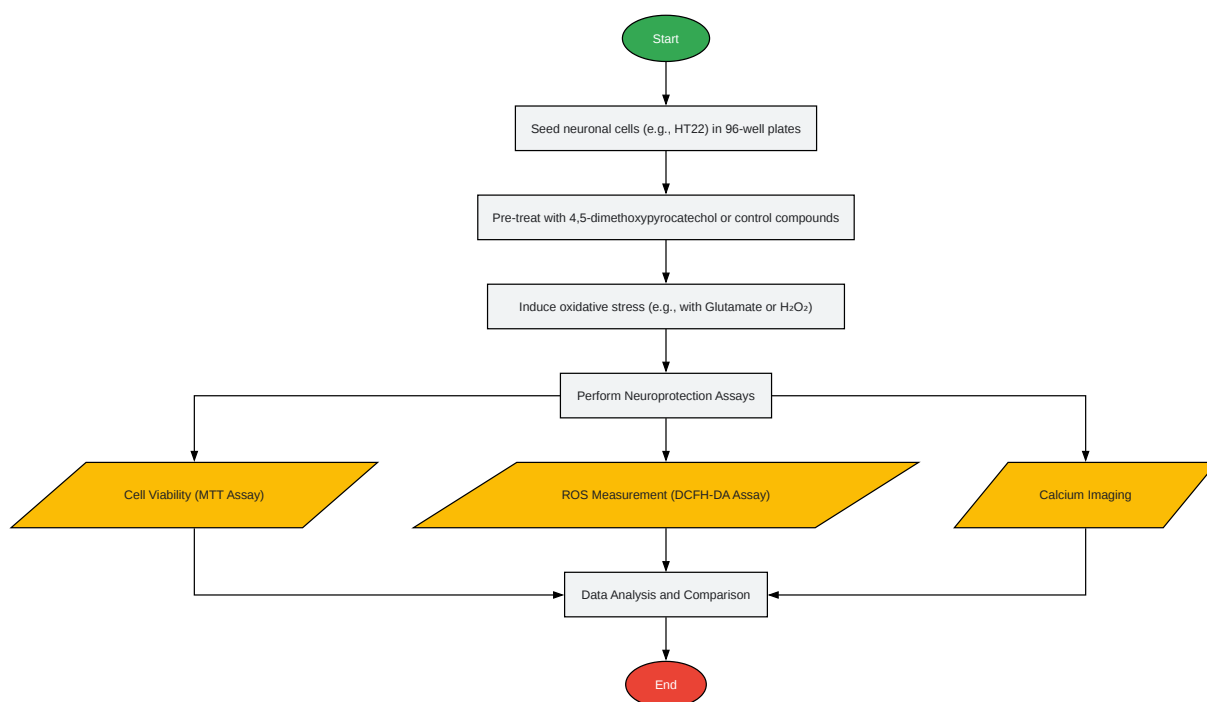 Start
Seed neuronal cells (e.g., HT22) in 96-well plates
Pre-treat with 4,5-dimethoxypyrocatechol or control compounds
Induce oxidative stress (e.g., with Glutamate or H₂O₂)
Perform Neuroprotection Assays
Cell Viability (MTT Assay)
ROS Measurement (DCFH-DA Assay)
Calcium Imaging
Data Analysis and Comparison
End